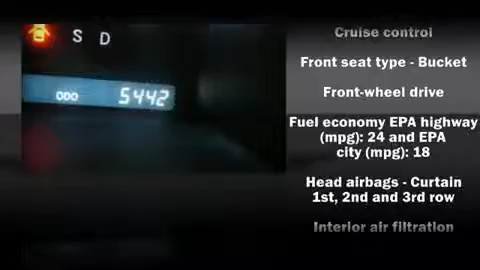 S D
ODO 5442
Cruise control
Front seat type - Bucket
Front-wheel drive
Fuel economy EPA highway
(mpg): 24 and EPA
city (mpg): 18
Head airbags - Curtain
1st, 2nd and 3rd row
Interior air filtration